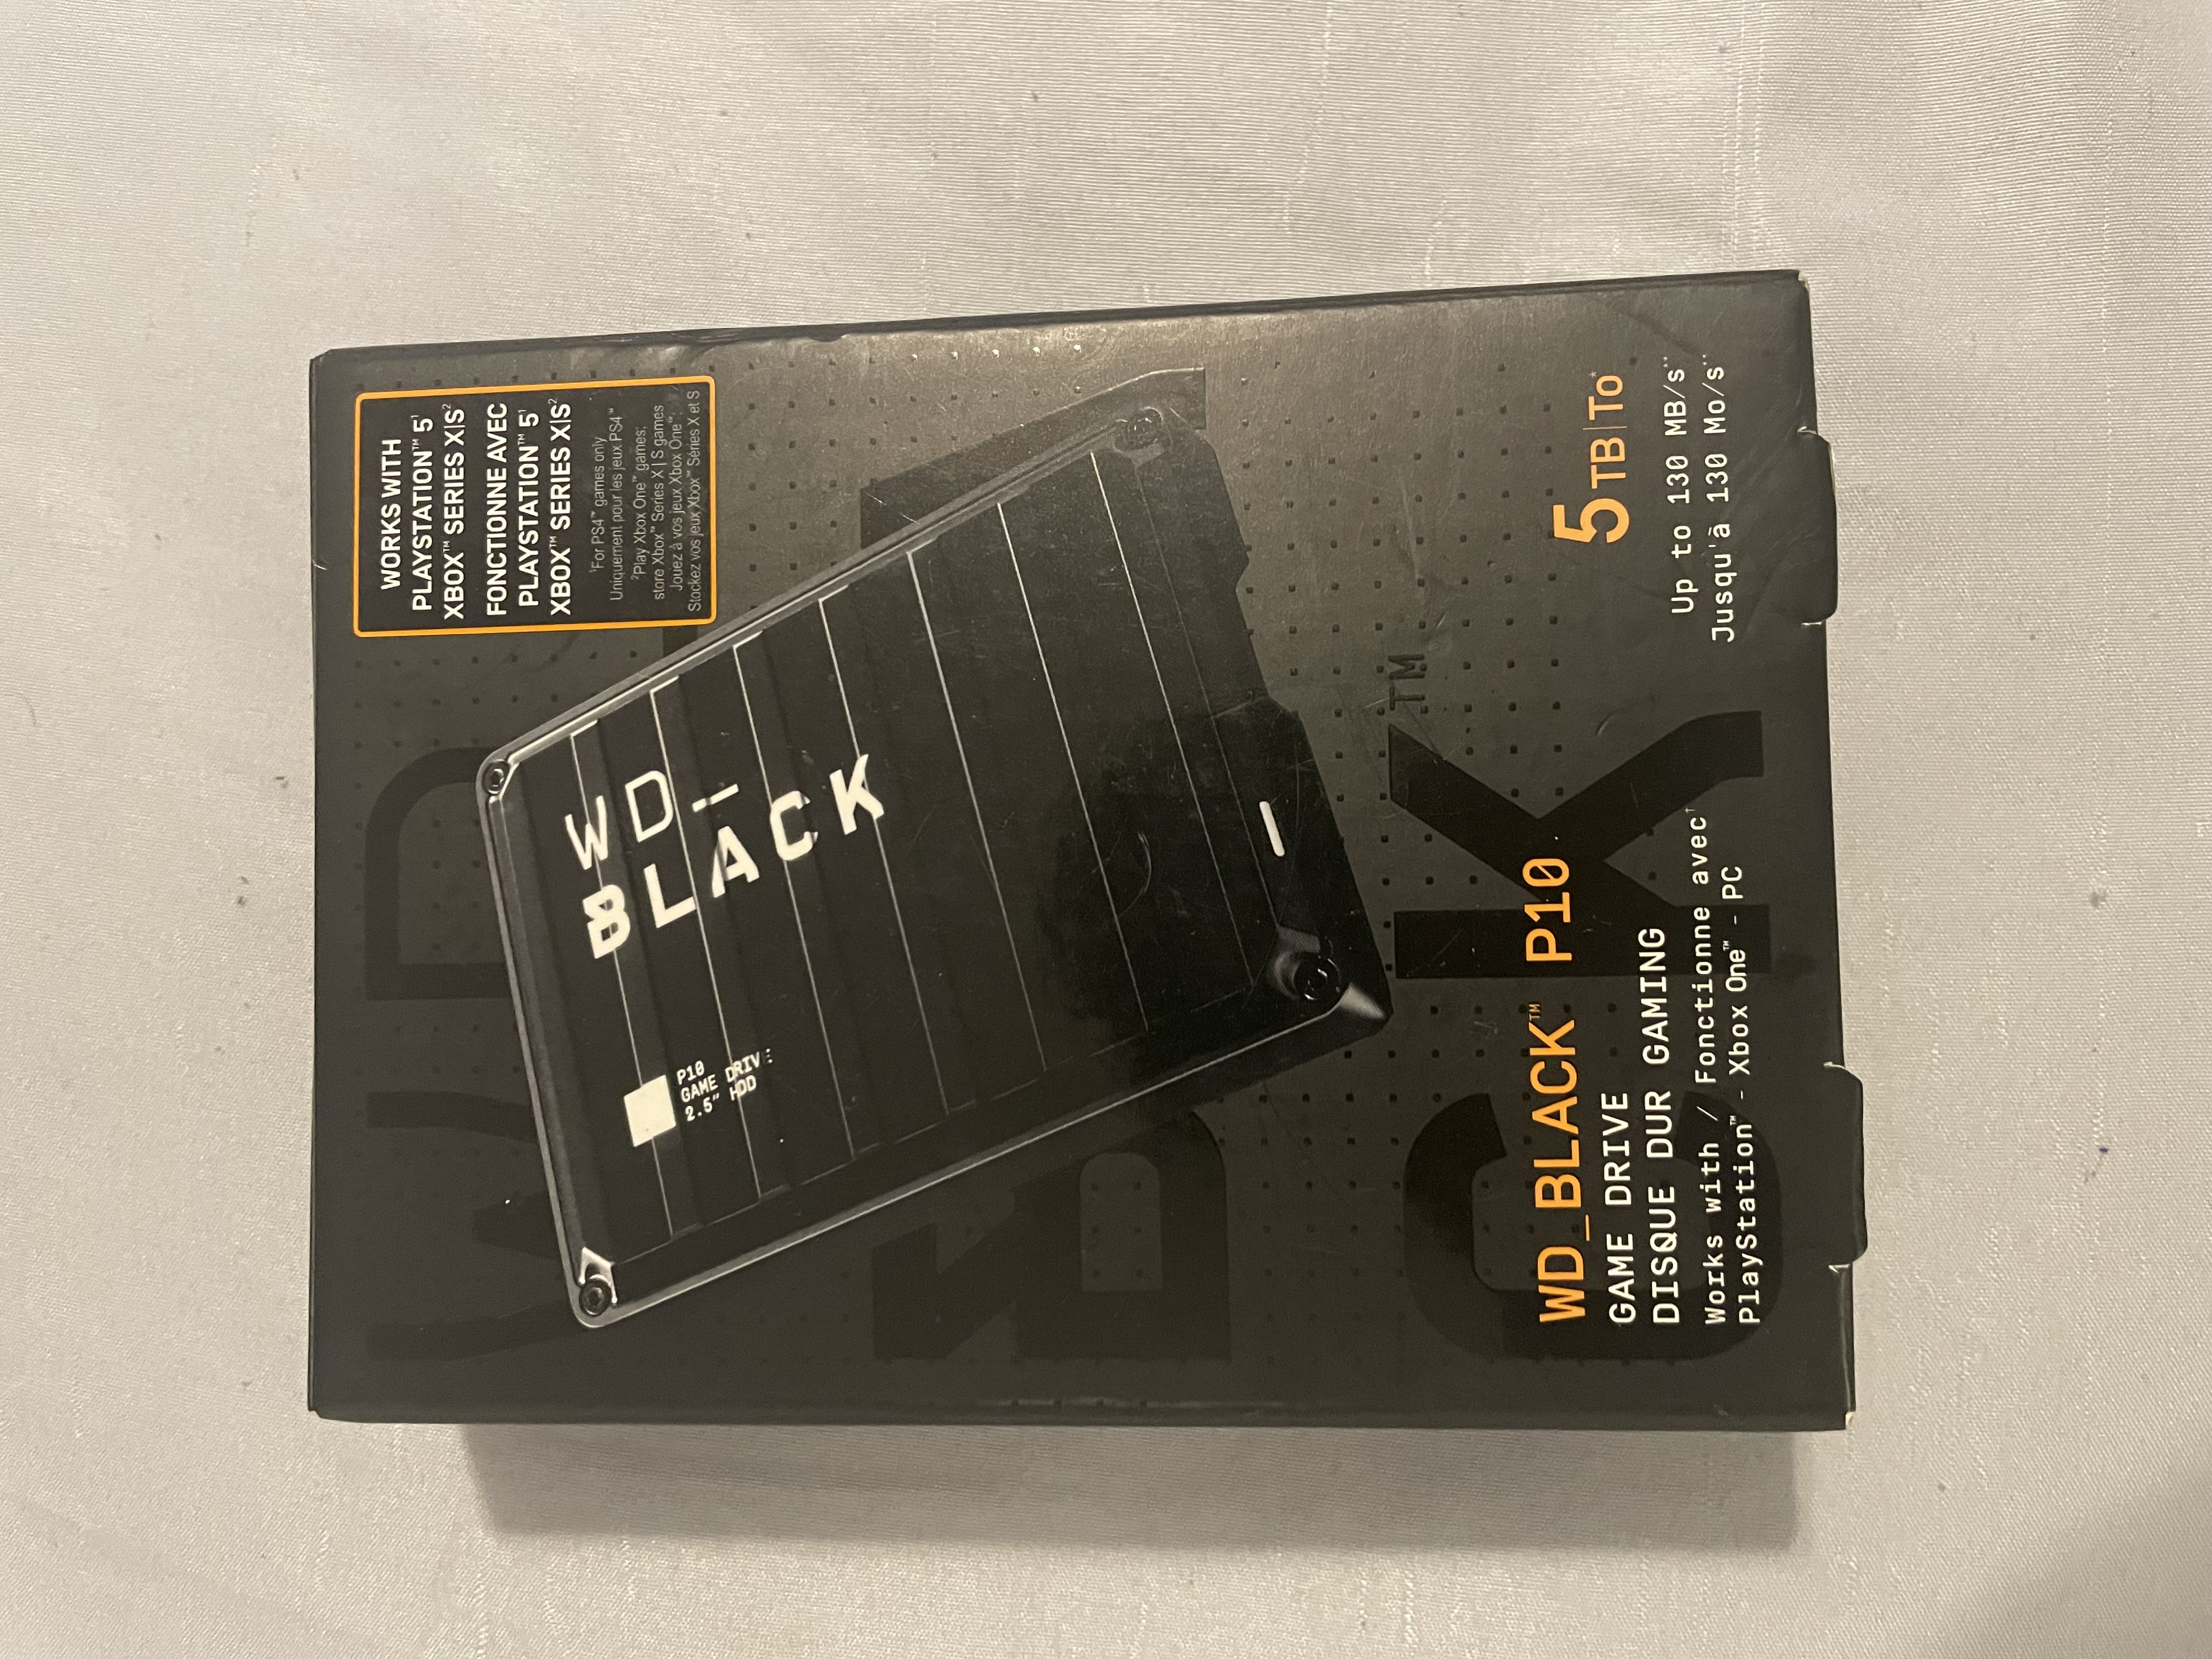 WORKS WITH
PLAYSTATION™ 5¹
XBOX™ SERIES X|S²
FONCTIONNE AVEC
PLAYSTATION™ 5¹
XBOX™ SERIES X|S²
¹For PS4™ games only
Uniquement pour les jeux PS4™
²Play Xbox One™ games;
store Xbox™ Series X | S games
Jouez à vos jeux Xbox One™;
Stockez vos jeux Xbox™ Séries X et S
WD_
BLACK
P10
GAME DRIVE
2.5" HDD
WD_
BLA
CK™
WD_BLACK™ P10
GAME DRIVE
DISQUE DUR GAMING
Works with / Fonctionne avec†
PlayStation™ - Xbox One™ - PC
5 TB | To*
Up to 130 MB/s**
Jusqu'à 130 Mo/s**